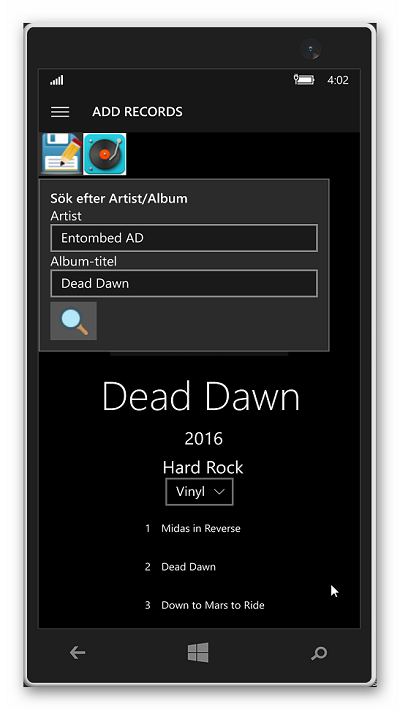 4:02
ADD RECORDS
Sök efter Artist/Album
Artist
Entombed AD
Album-titel
Dead Dawn
Dead Dawn
2016
Hard Rock
Vinyl
1 Midas in Reverse
2 Dead Dawn
3 Down to Mars to Ride